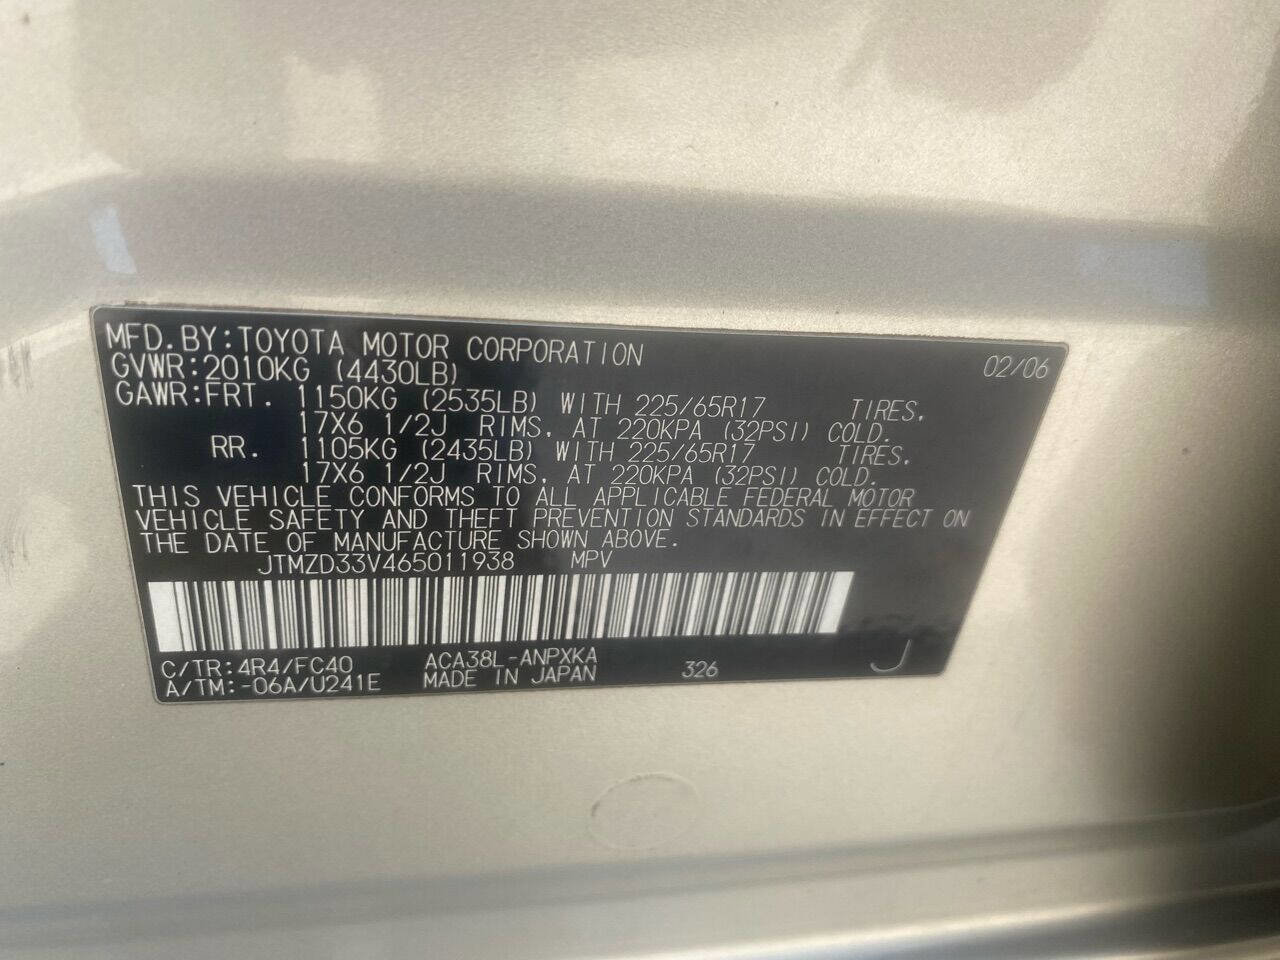 MFD.BY:TOYOTA MOTOR CORPORATION 02/06
GVWR:2010KG (4430LB)
GAWR:FRT. 1150KG (2535LB) WITH 225/65R17 TIRES,
17X6 1/2J RIMS, AT 220KPA (32PSI) COLD.
RR. 1105KG (2435LB) WITH 225/65R17 TIRES,
17X6 1/2J RIMS, AT 220KPA (32PSI) COLD.
THIS VEHICLE CONFORMS TO ALL APPLICABLE FEDERAL MOTOR
VEHICLE SAFETY AND THEFT PREVENTION STANDARDS IN EFFECT ON
THE DATE OF MANUFACTURE SHOWN ABOVE.
JTMZD33V465011938 MPV
C/TR:4R4/FC40 ACA38L-ANPXKA 326 J
A/TM:-06A/U241E MADE IN JAPAN